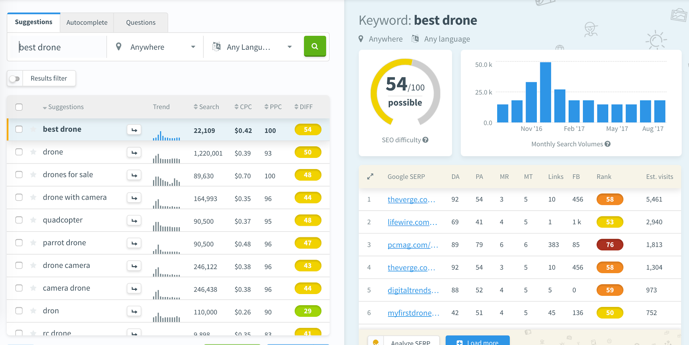 Suggestions Autocomplete Questions
best drone Anywhere Any Langu...
Results filter
Suggestions Trend Search CPC PPC DIFF
best drone 22,109 $0.42 100 54
drone 1,220,001 $0.39 93 50
drones for sale 89,630 $0.70 100 48
drone with camera 164,993 $0.35 96 44
quadcopter 90,500 $0.37 95 48
parrot drone 90,500 $0.48 96 47
drone camera 246,122 $0.38 96 43
camera drone 246,438 $0.38 96 44
dron 110,000 $0.26 90 29
rc drone 9,898 $0.35 83 41
Keyword: best drone
Anywhere Any language
54/100
possible
SEO difficulty
50.0 k
25.0 k
0.0
Nov '16 Feb '17 May '17 Aug '17
Monthly Search Volumes
Google SERP DA PA MR MT Links FB Rank Est. visits
1 theverge.co... 92 54 3 5 10 456 58 5,461
2 lifewire.com... 69 41 4 5 1 1 k 53 2,940
3 pcmag.com/... 89 79 6 6 383 85 76 1,813
4 theverge.co... 92 54 3 5 10 456 58 1,304
5 digitaltrends... 88 52 4 5 5 0 59 973
6 myfirstdrone... 42 51 4 5 45 136 50 752
Analyze SERP Load more